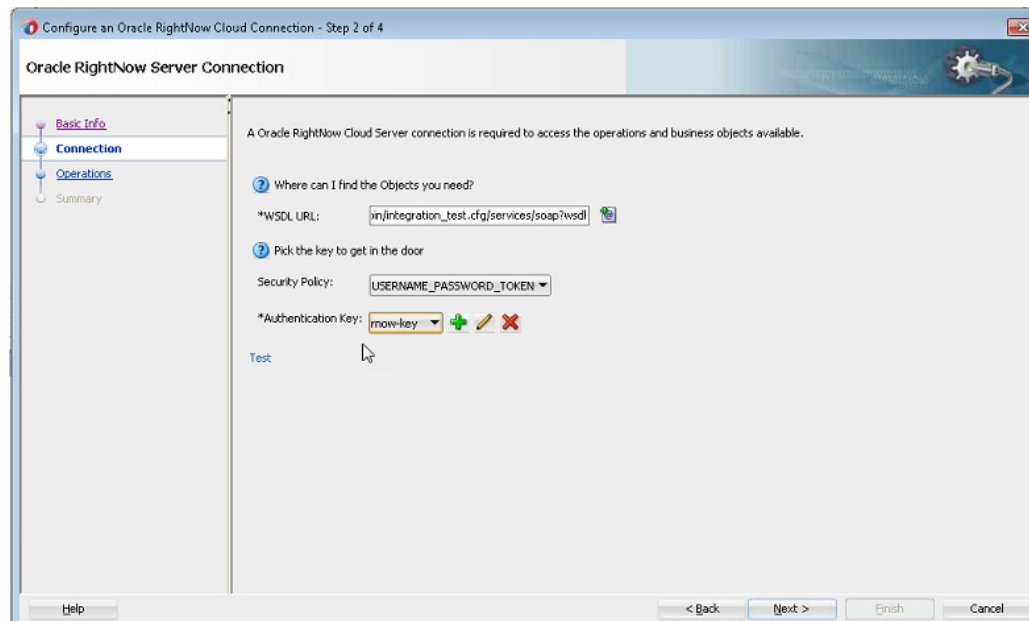 Configure an Oracle RightNow Cloud Connection - Step 2 of 4
Oracle RightNow Server Connection
Basic Info
Connection
Operations
Summary
A Oracle RightNow Cloud Server connection is required to access the operations and business objects available.
Where can I find the Objects you need?
*WSDL URL: in/integration_test.cfg/services/soap?wsdl
Pick the key to get in the door
Security Policy: USERNAME_PASSWORD_TOKEN
*Authentication Key: rnow-key
Test
Help < Back Next > Finish Cancel